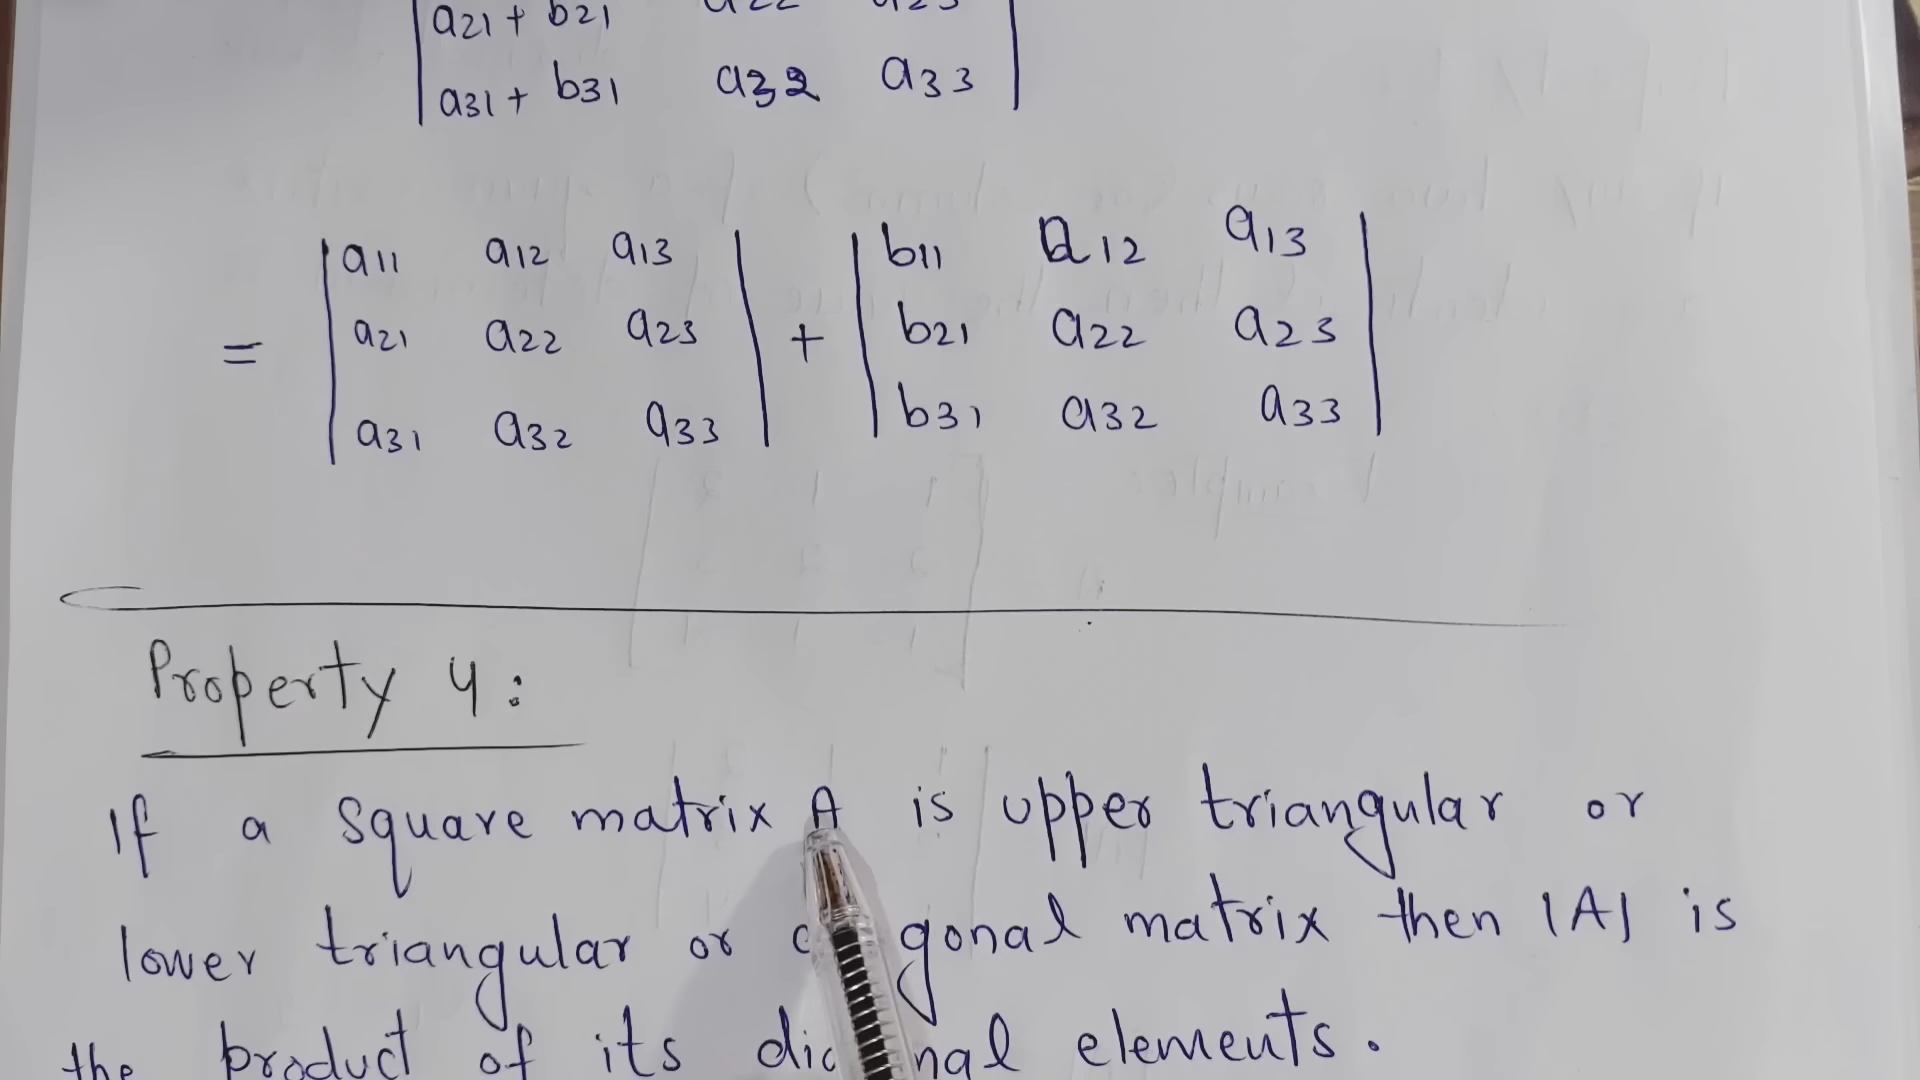 a21 + b21 a22 a23
a31 + b31 a32 a33
= | a11 a12 a13 | + | b11 a12 a13 |
| a21 a22 a23 | | b21 a22 a23 |
| a31 a32 a33 | | b31 a32 a33 |
Property 4:
If a square matrix A is upper triangular or
lower triangular or matrix then |A| is
the product of its elements.